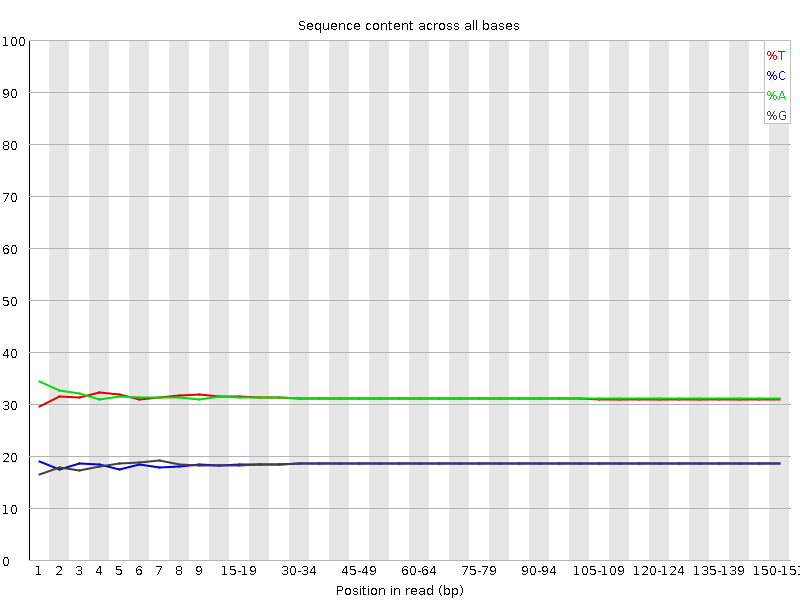 Sequence content across all bases
100
90
80
70
60
50
40
30
20
10
0
%T
%C
%A
%G
1 2 3 4 5 6 7 8 9 15-19 30-34 45-49 60-64 75-79 90-94 105-109 120-124 135-139 150-151
Position in read (bp)